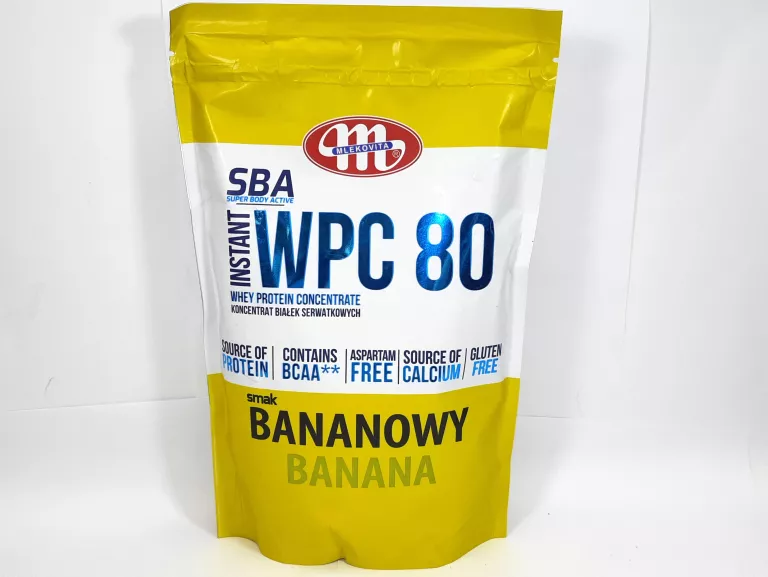 m
MLEKOVITA ®
SBA
SUPER BODY ACTIVE
INSTANT
WPC 80
WHEY PROTEIN CONCENTRATE
KONCENTRAT BIAŁEK SERWATKOWYCH
SOURCE OF PROTEIN
CONTAINS BCAA**
ASPARTAM FREE
SOURCE OF CALCIUM
GLUTEN FREE
smak
BANANOWY
BANANA